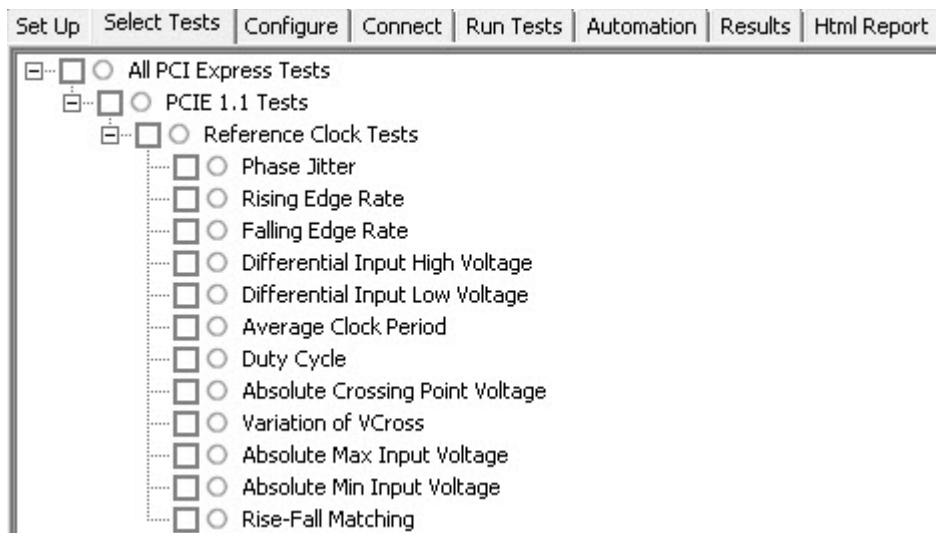 Set Up Select Tests Configure Connect Run Tests Automation Results Html Report
All PCI Express Tests
PCIE 1.1 Tests
Reference Clock Tests
Phase Jitter
Rising Edge Rate
Falling Edge Rate
Differential Input High Voltage
Differential Input Low Voltage
Average Clock Period
Duty Cycle
Absolute Crossing Point Voltage
Variation of VCross
Absolute Max Input Voltage
Absolute Min Input Voltage
Rise-Fall Matching